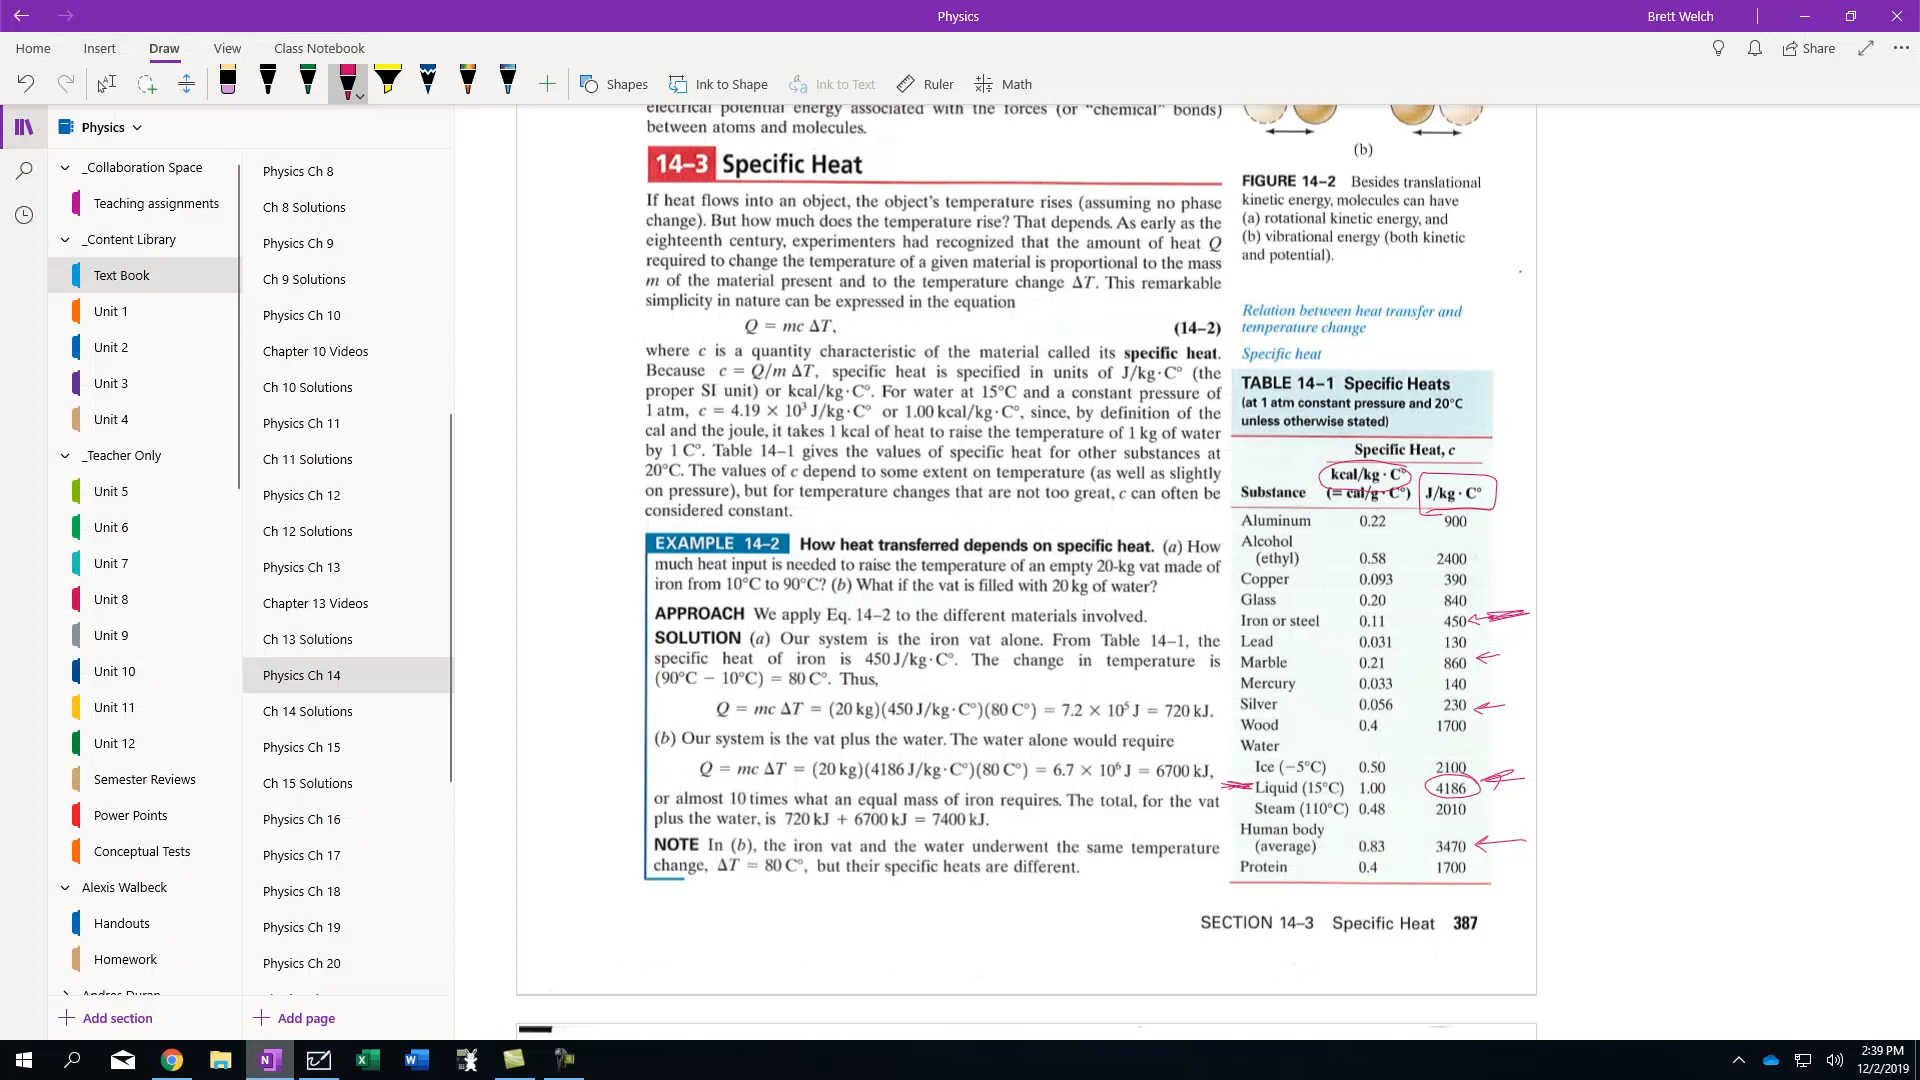 Physics
Brett Welch
Home Insert Draw View Class Notebook
Share
Shapes Ink to Shape Ink to Text Ruler Math
Physics
_Collaboration Space
Teaching assignments
_Content Library
Text Book
Unit 1
Unit 2
Unit 3
Unit 4
_Teacher Only
Unit 5
Unit 6
Unit 7
Unit 8
Unit 9
Unit 10
Unit 11
Unit 12
Semester Reviews
Power Points
Conceptual Tests
Alexis Walbeck
Handouts
Homework
Andres Duran
Add section
Physics Ch 8
Ch 8 Solutions
Physics Ch 9
Ch 9 Solutions
Physics Ch 10
Chapter 10 Videos
Ch 10 Solutions
Physics Ch 11
Ch 11 Solutions
Physics Ch 12
Ch 12 Solutions
Physics Ch 13
Chapter 13 Videos
Ch 13 Solutions
Physics Ch 14
Ch 14 Solutions
Physics Ch 15
Ch 15 Solutions
Physics Ch 16
Physics Ch 17
Physics Ch 18
Physics Ch 19
Physics Ch 20
Add page
electrical potential energy associated with the forces (or "chemical" bonds)
between atoms and molecules.
14–3 Specific Heat
If heat flows into an object, the object's temperature rises (assuming no phase
change). But how much does the temperature rise? That depends. As early as the
eighteenth century, experimenters had recognized that the amount of heat Q
required to change the temperature of a given material is proportional to the mass
m of the material present and to the temperature change ΔT. This remarkable
simplicity in nature can be expressed in the equation
Q = mc ΔT, (14–2)
where c is a quantity characteristic of the material called its specific heat.
Because c = Q/m ΔT, specific heat is specified in units of J/kg·C° (the
proper SI unit) or kcal/kg·C°. For water at 15°C and a constant pressure of
1 atm, c = 4.19 × 10³ J/kg·C° or 1.00 kcal/kg·C°, since, by definition of the
cal and the joule, it takes 1 kcal of heat to raise the temperature of 1 kg of water
by 1 C°. Table 14–1 gives the values of specific heat for other substances at
20°C. The values of c depend to some extent on temperature (as well as slightly
on pressure), but for temperature changes that are not too great, c can often be
considered constant.
EXAMPLE 14–2 How heat transferred depends on specific heat. (a) How
much heat input is needed to raise the temperature of an empty 20-kg vat made of
iron from 10°C to 90°C? (b) What if the vat is filled with 20 kg of water?
APPROACH We apply Eq. 14–2 to the different materials involved.
SOLUTION (a) Our system is the iron vat alone. From Table 14–1, the
specific heat of iron is 450 J/kg·C°. The change in temperature is
(90°C − 10°C) = 80 C°. Thus,
Q = mc ΔT = (20 kg)(450 J/kg·C°)(80 C°) = 7.2 × 10⁵ J = 720 kJ.
(b) Our system is the vat plus the water. The water alone would require
Q = mc ΔT = (20 kg)(4186 J/kg·C°)(80 C°) = 6.7 × 10⁶ J = 6700 kJ,
or almost 10 times what an equal mass of iron requires. The total, for the vat
plus the water, is 720 kJ + 6700 kJ = 7400 kJ.
NOTE In (b), the iron vat and the water underwent the same temperature
change, ΔT = 80 C°, but their specific heats are different.
(b)
FIGURE 14–2 Besides translational
kinetic energy, molecules can have
(a) rotational kinetic energy, and
(b) vibrational energy (both kinetic
and potential).
Relation between heat transfer and
temperature change
Specific heat
TABLE 14–1 Specific Heats
(at 1 atm constant pressure and 20°C
unless otherwise stated)
Specific Heat, c
kcal/kg · C°
Substance (= cal/g · C°) J/kg · C°
Aluminum 0.22 900
Alcohol
(ethyl) 0.58 2400
Copper 0.093 390
Glass 0.20 840
Iron or steel 0.11 450
Lead 0.031 130
Marble 0.21 860
Mercury 0.033 140
Silver 0.056 230
Wood 0.4 1700
Water
Ice (−5°C) 0.50 2100
Liquid (15°C) 1.00 4186
Steam (110°C) 0.48 2010
Human body
(average) 0.83 3470
Protein 0.4 1700
SECTION 14–3 Specific Heat 387
2:39 PM
12/2/2019